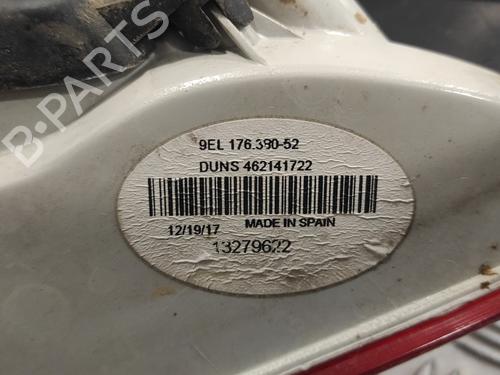 B-PARTS
9EL 176.390-52
DUNS 462141722
12/19/17 MADE IN SPAIN
13279622